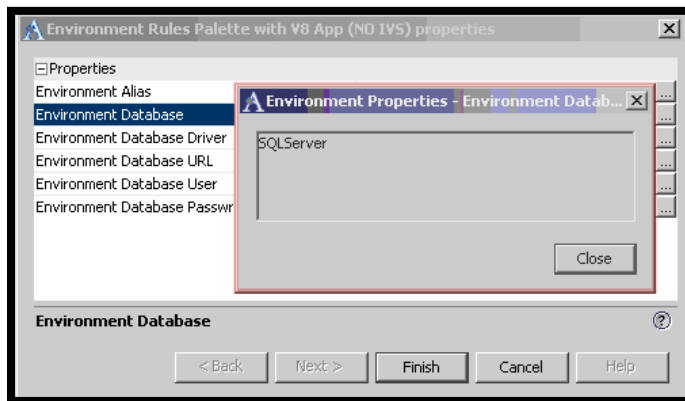 Environment Rules Palette with V8 App (NO IVS) properties
Properties
Environment Alias
Environment Properties - Environment Datab...
Environment Database
Environment Database Driver
SQLServer
Environment Database URL
Environment Database User
Environment Database Passwr
Close
Environment Database
< Back
Next >
Finish
Cancel
Help